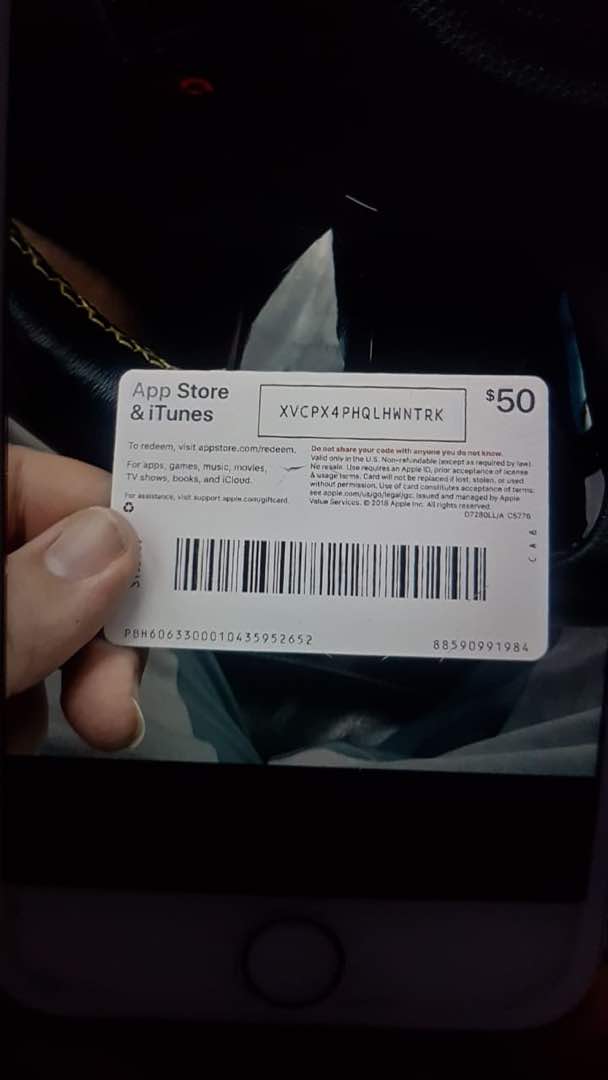 App Store
& iTunes
XVCPX4PHQLHWNTRK
$50
To redeem, visit appstore.com/redeem.
For apps, games, music, movies,
TV shows, books, and iCloud.
For assistance, visit support.apple.com/giftcard.
Do not share your code with anyone you do not know.
Valid only in the U.S. Non-refundable (except as required by law).
No resale. Use requires an Apple ID, prior acceptance of license
& usage terms. Card will not be replaced if lost, stolen, or used
without permission. Use of card constitutes acceptance of terms,
see apple.com/us/go/legal/gc. Issued and managed by Apple
Value Services. © 2018 Apple Inc. All rights reserved.
D7280LL/A C5276
PBH6063300010435952652
88590991984